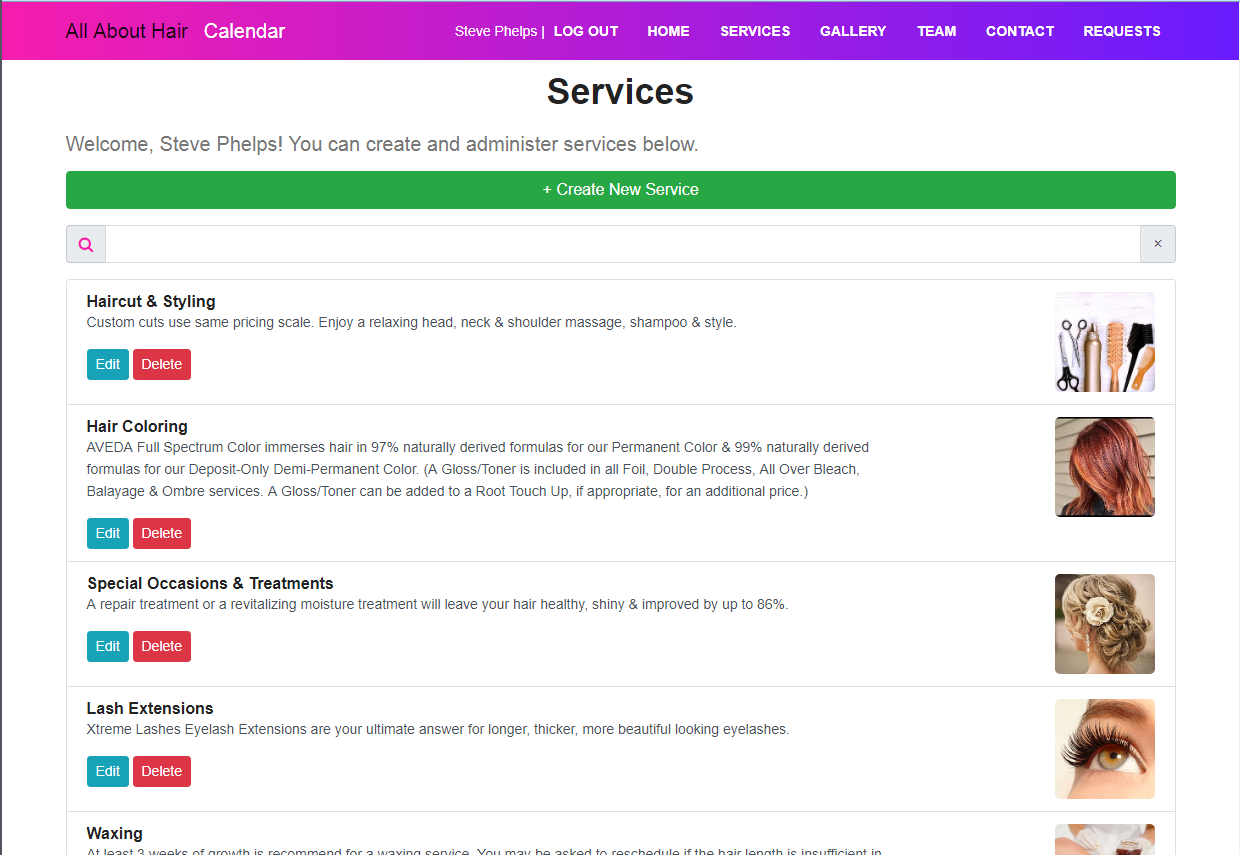 All About Hair Calendar Steve Phelps | LOG OUT HOME SERVICES GALLERY TEAM CONTACT REQUESTS
Services
Welcome, Steve Phelps! You can create and administer services below.
+ Create New Service
×
Haircut & Styling
Custom cuts use same pricing scale. Enjoy a relaxing head, neck & shoulder massage, shampoo & style.
Edit Delete
Hair Coloring
AVEDA Full Spectrum Color immerses hair in 97% naturally derived formulas for our Permanent Color & 99% naturally derived
formulas for our Deposit-Only Demi-Permanent Color. (A Gloss/Toner is included in all Foil, Double Process, All Over Bleach,
Balayage & Ombre services. A Gloss/Toner can be added to a Root Touch Up, if appropriate, for an additional price.)
Edit Delete
Special Occasions & Treatments
A repair treatment or a revitalizing moisture treatment will leave your hair healthy, shiny & improved by up to 86%.
Edit Delete
Lash Extensions
Xtreme Lashes Eyelash Extensions are your ultimate answer for longer, thicker, more beautiful looking eyelashes.
Edit Delete
Waxing
At least 3 weeks of growth is recommend for a waxing service. You may be asked to reschedule if the hair length is insufficient in